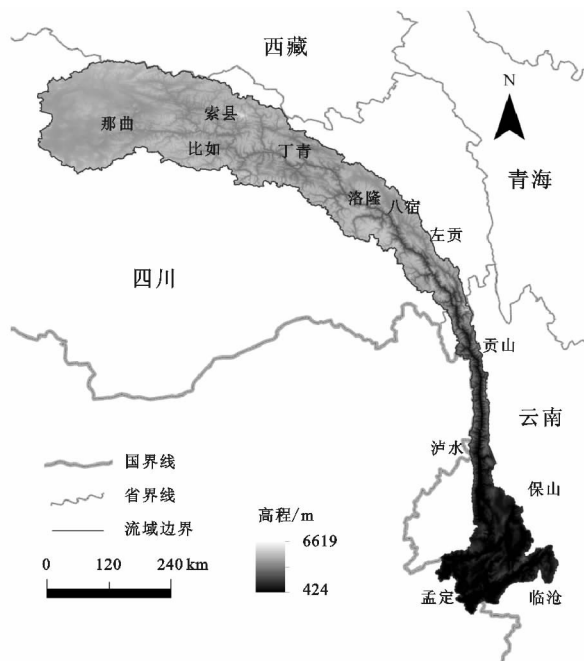 西藏
N
索县
那曲
比如
丁青
青海
洛隆
八宿
左贡
四川
贡山
云南
泸水
国界线
保山
省界线
高程/m
流域边界
6619
0 120 240 km
424
孟定
临沧